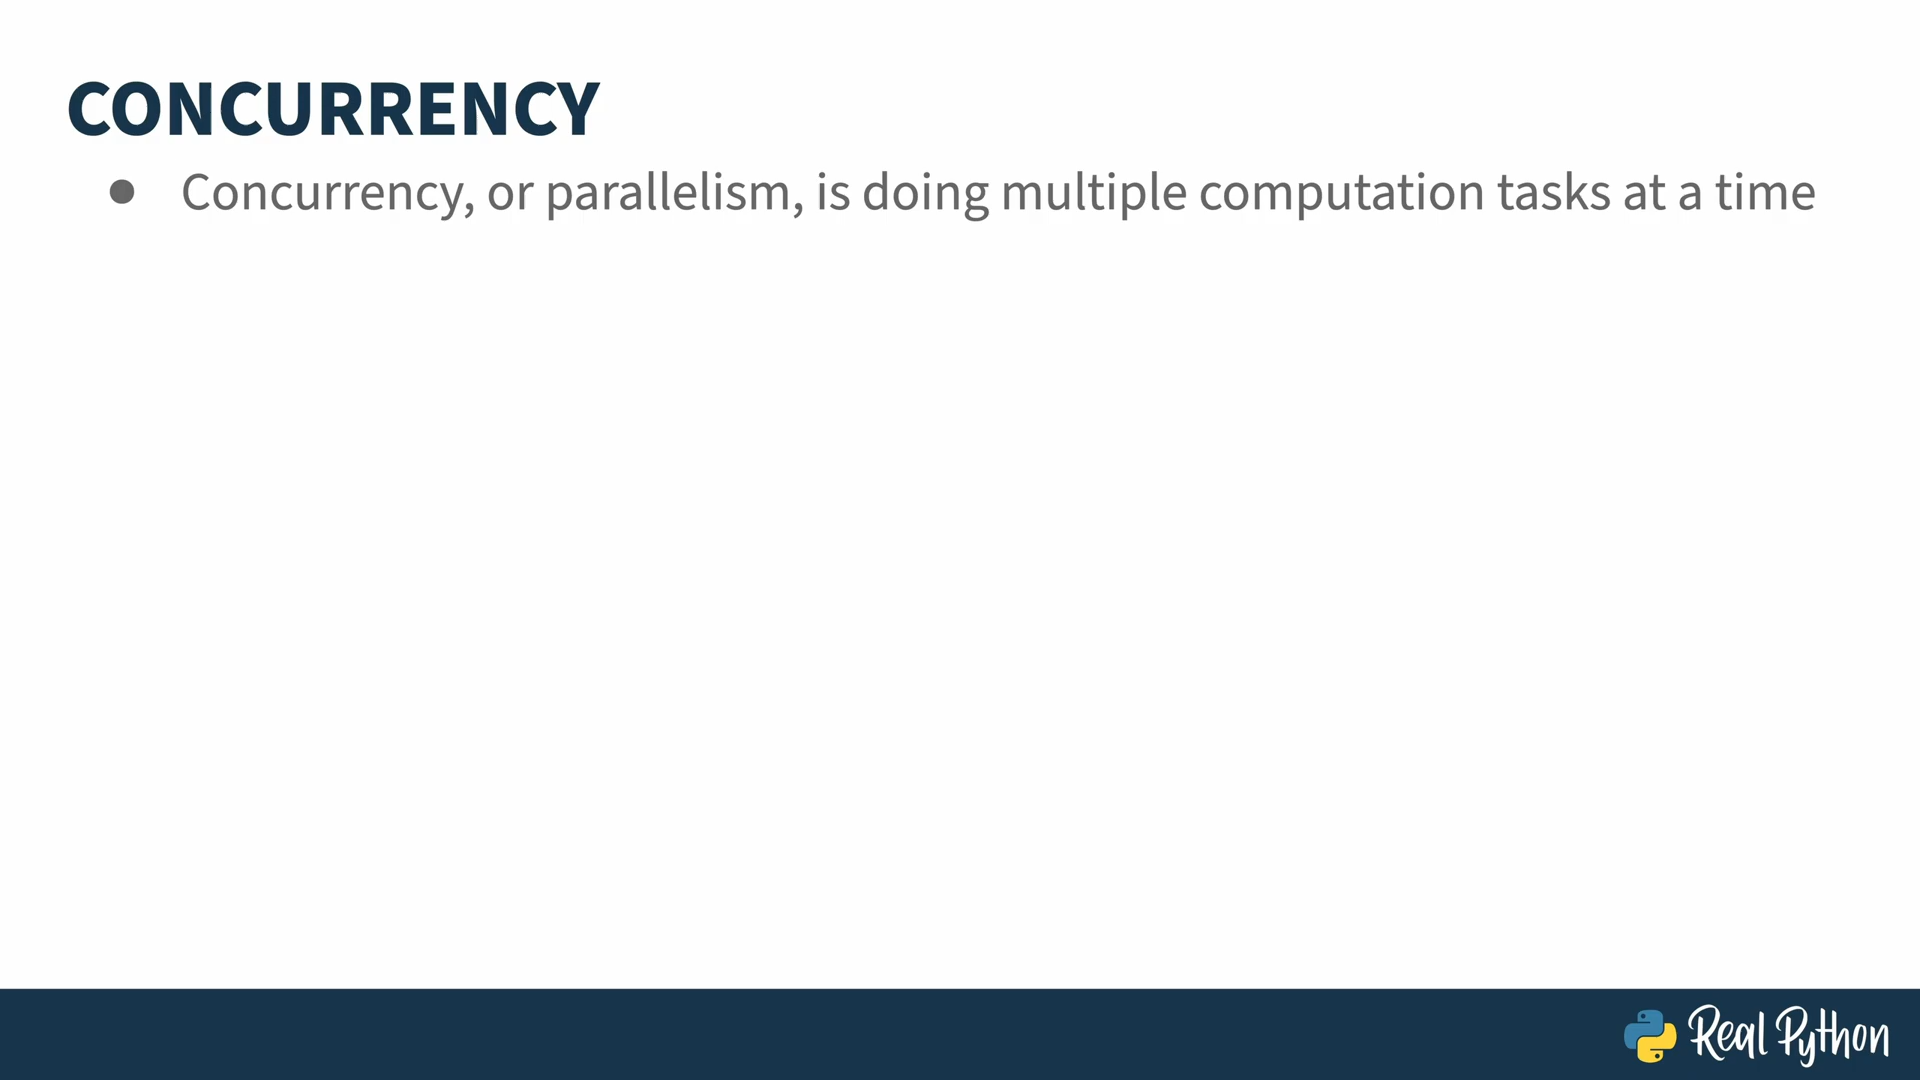 CONCURRENCY
● Concurrency, or parallelism, is doing multiple computation tasks at a time
Real Python